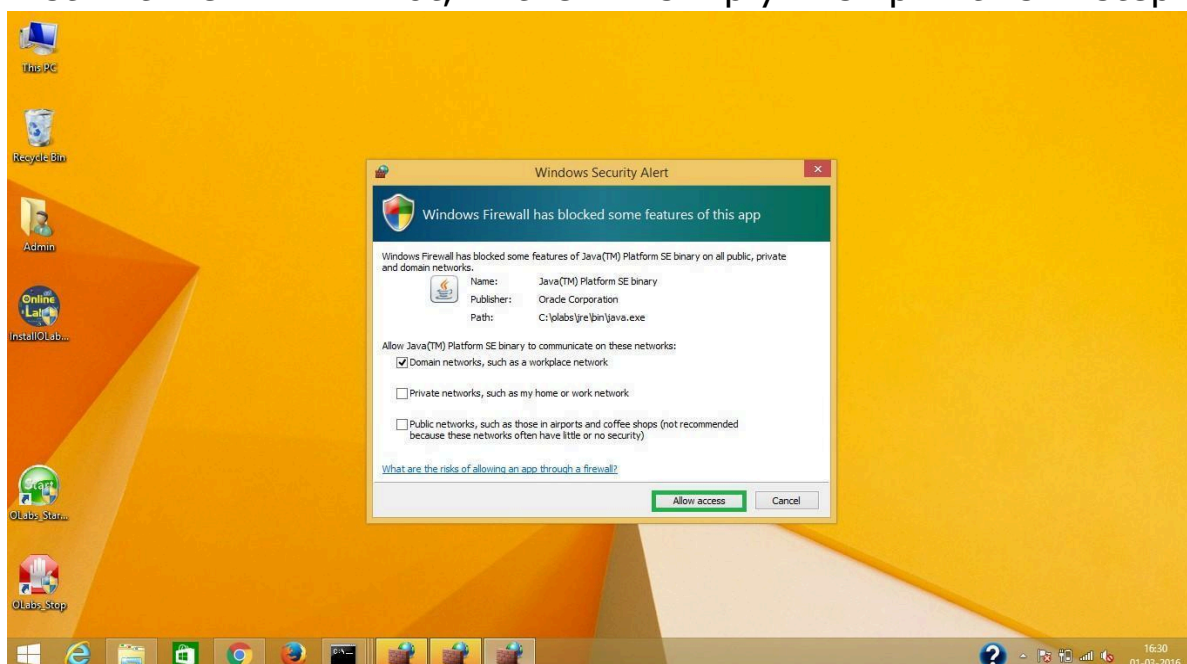 This PC
Recycle Bin
Admin
Online
Lab
InstallOLab...
Start
OLabs_Star...
OLabs_Stop
Windows Security Alert
Windows Firewall has blocked some features of this app
Windows Firewall has blocked some features of Java(TM) Platform SE binary on all public, private
and domain networks.
Name: Java(TM) Platform SE binary
Publisher: Oracle Corporation
Path: C:\olabs\jre\bin\java.exe
Allow Java(TM) Platform SE binary to communicate on these networks:
Domain networks, such as a workplace network
Private networks, such as my home or work network
Public networks, such as those in airports and coffee shops (not recommended
because these networks often have little or no security)
What are the risks of allowing an app through a firewall?
Allow access Cancel
16:30
01-03-2016